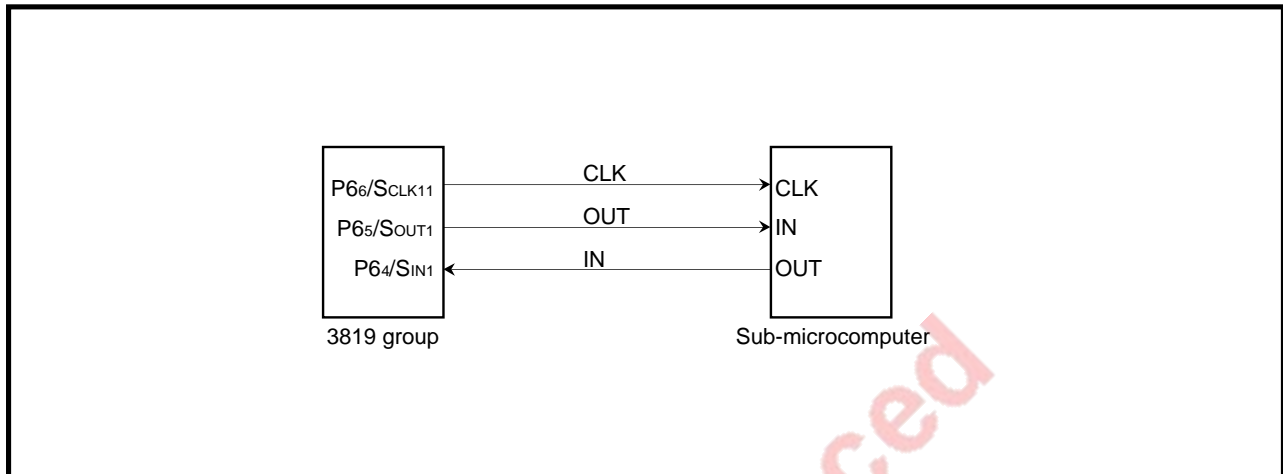 P66/SCLK11 CLK CLK
P65/SOUT1 OUT IN
P64/SIN1 IN OUT
3819 group Sub-microcomputer